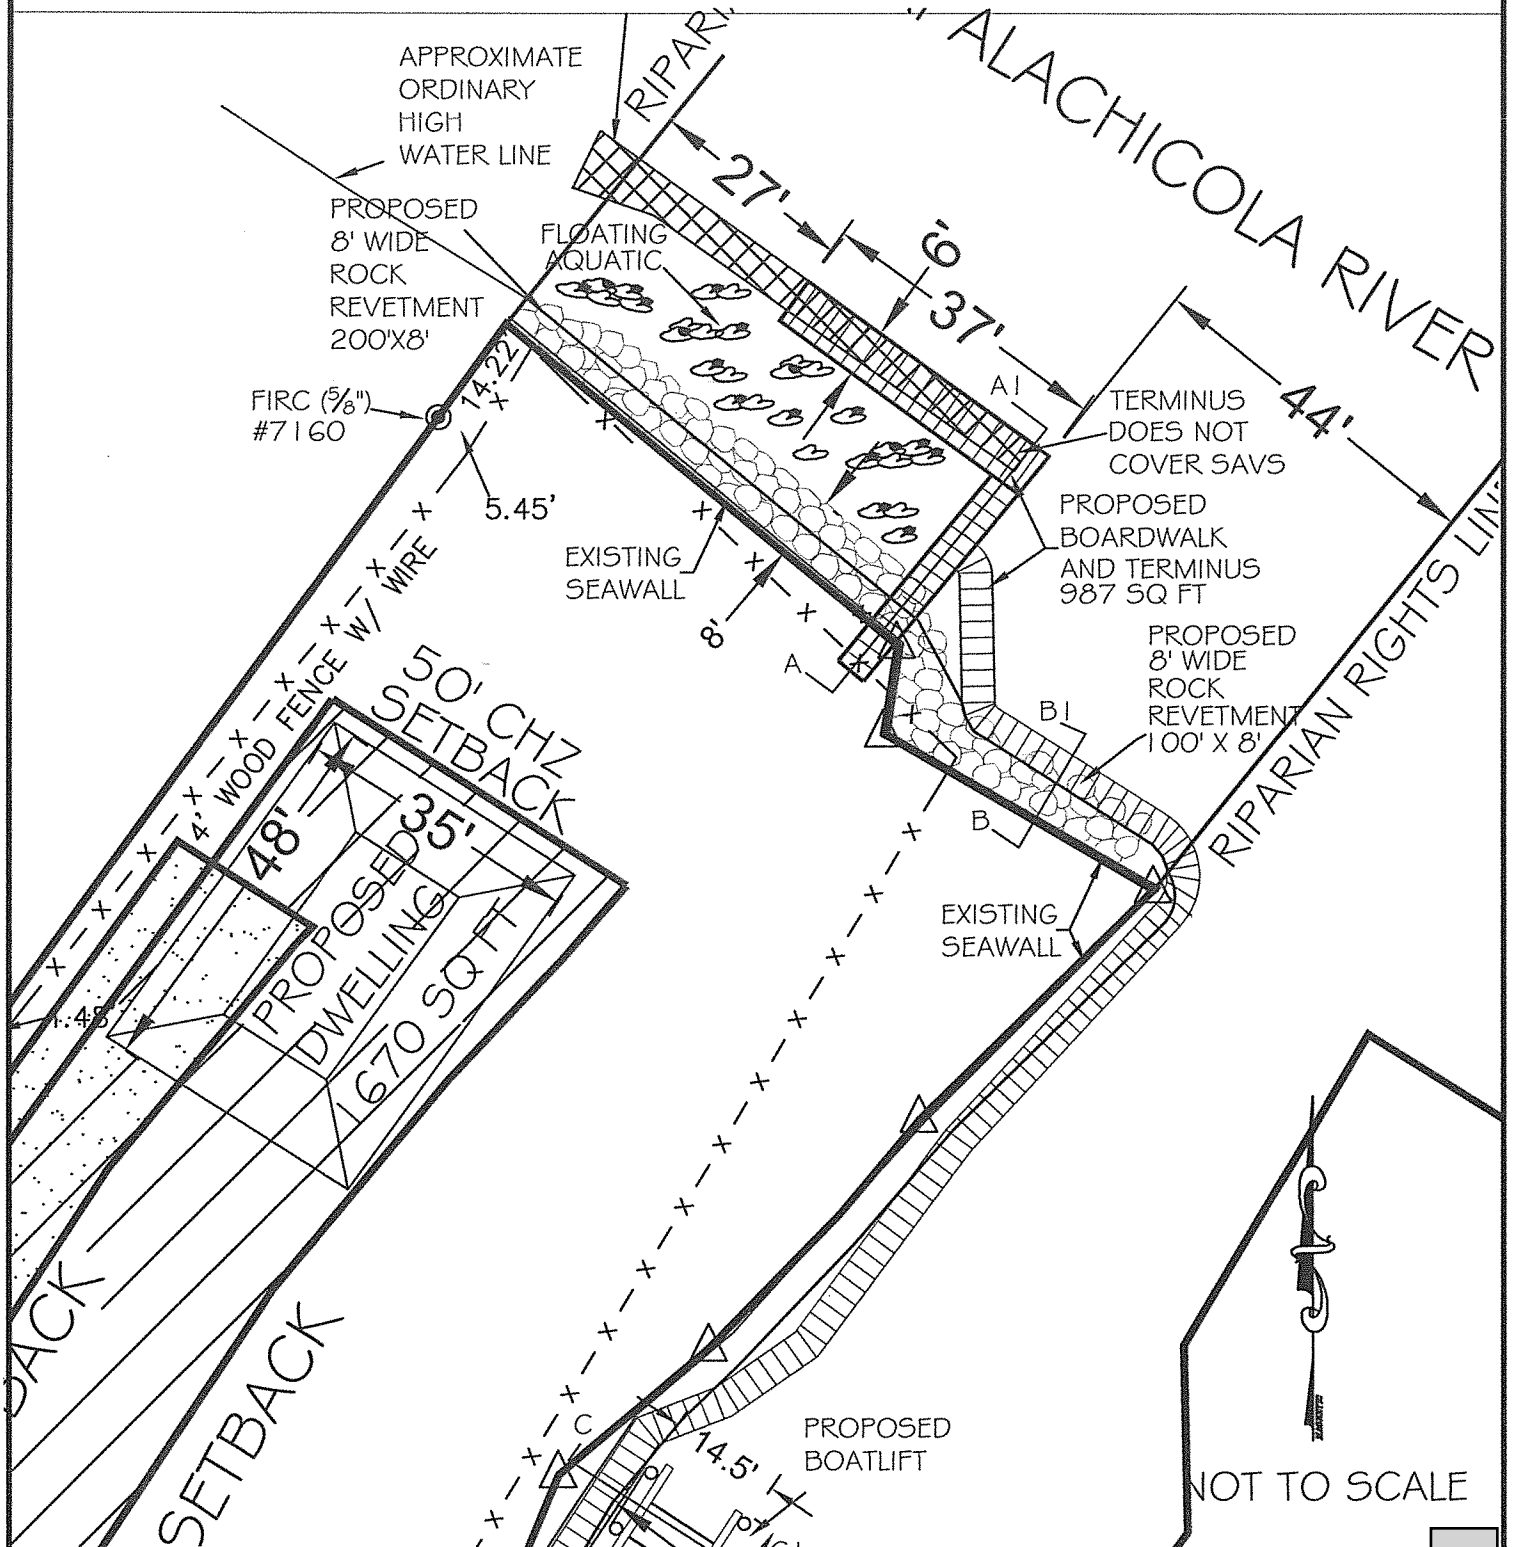 APPROXIMATE
ORDINARY
HIGH
WATER LINE
ALACHICOLA RIVER
27'
6'
37'
44'
PROPOSED
8' WIDE
ROCK
REVETMENT
200'X8'
FLOATING
AQUATIC
FIRC (5/8")
#7160
14.22
5.45'
A1
TERMINUS
DOES NOT
COVER SAVS
PROPOSED
BOARDWALK
AND TERMINUS
987 SQ FT
EXISTING
SEAWALL
8'
A
PROPOSED
8' WIDE
ROCK
REVETMENT
100' X 8'
B1
B
RIPARIAN RIGHTS LINE
4' WOOD FENCE W/ WIRE
50' CHZ
SETBACK
48'
35'
PROPOSED
DWELLING
1670 SQ FT
EXISTING
SEAWALL
SETBACK
C
14.5'
PROPOSED
BOATLIFT
NOT TO SCALE